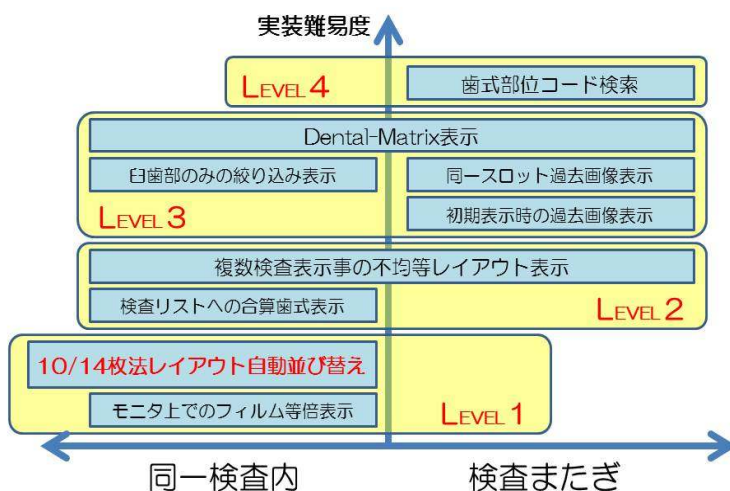 実装難易度
LEVEL 4
歯式部位コード検索
Dental-Matrix表示
臼歯部のみの絞り込み表示
同一スロット過去画像表示
LEVEL 3
初期表示時の過去画像表示
複数検査表示事の不均等レイアウト表示
検査リストへの合算歯式表示
LEVEL 2
10/14枚法レイアウト自動並び替え
モニタ上でのフィルム等倍表示
LEVEL 1
同一検査内
検査またぎ